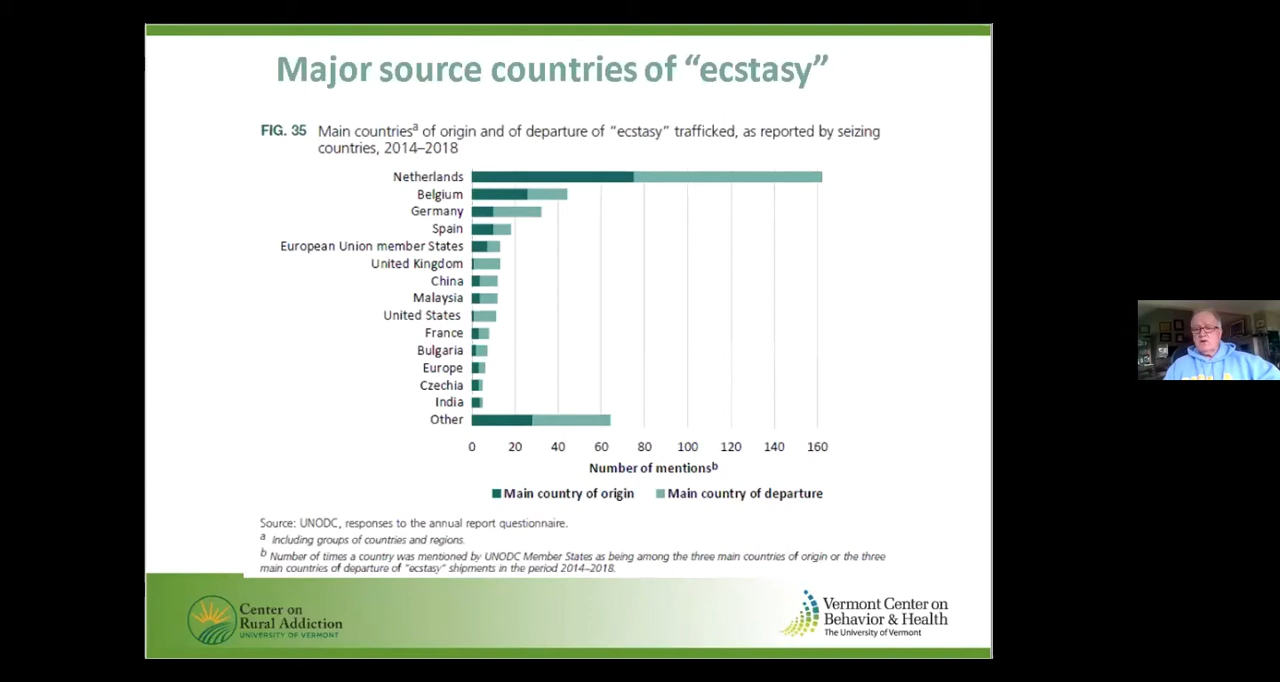 Major source countries of “ecstasy”
FIG. 35 Main countriesa of origin and of departure of “ecstasy” trafficked, as reported by seizing
countries, 2014–2018
Netherlands
Belgium
Germany
Spain
European Union member States
United Kingdom
China
Malaysia
United States
France
Bulgaria
Europe
Czechia
India
Other
0 20 40 60 80 100 120 140 160
Number of mentionsb
Main country of origin Main country of departure
Source: UNODC, responses to the annual report questionnaire.
a Including groups of countries and regions.
b Number of times a country was mentioned by UNODC Member States as being among the three main countries of origin or the three
main countries of departure of “ecstasy” shipments in the period 2014–2018.
Center on
Rural Addiction
UNIVERSITY OF VERMONT
Vermont Center on
Behavior & Health
The University of Vermont